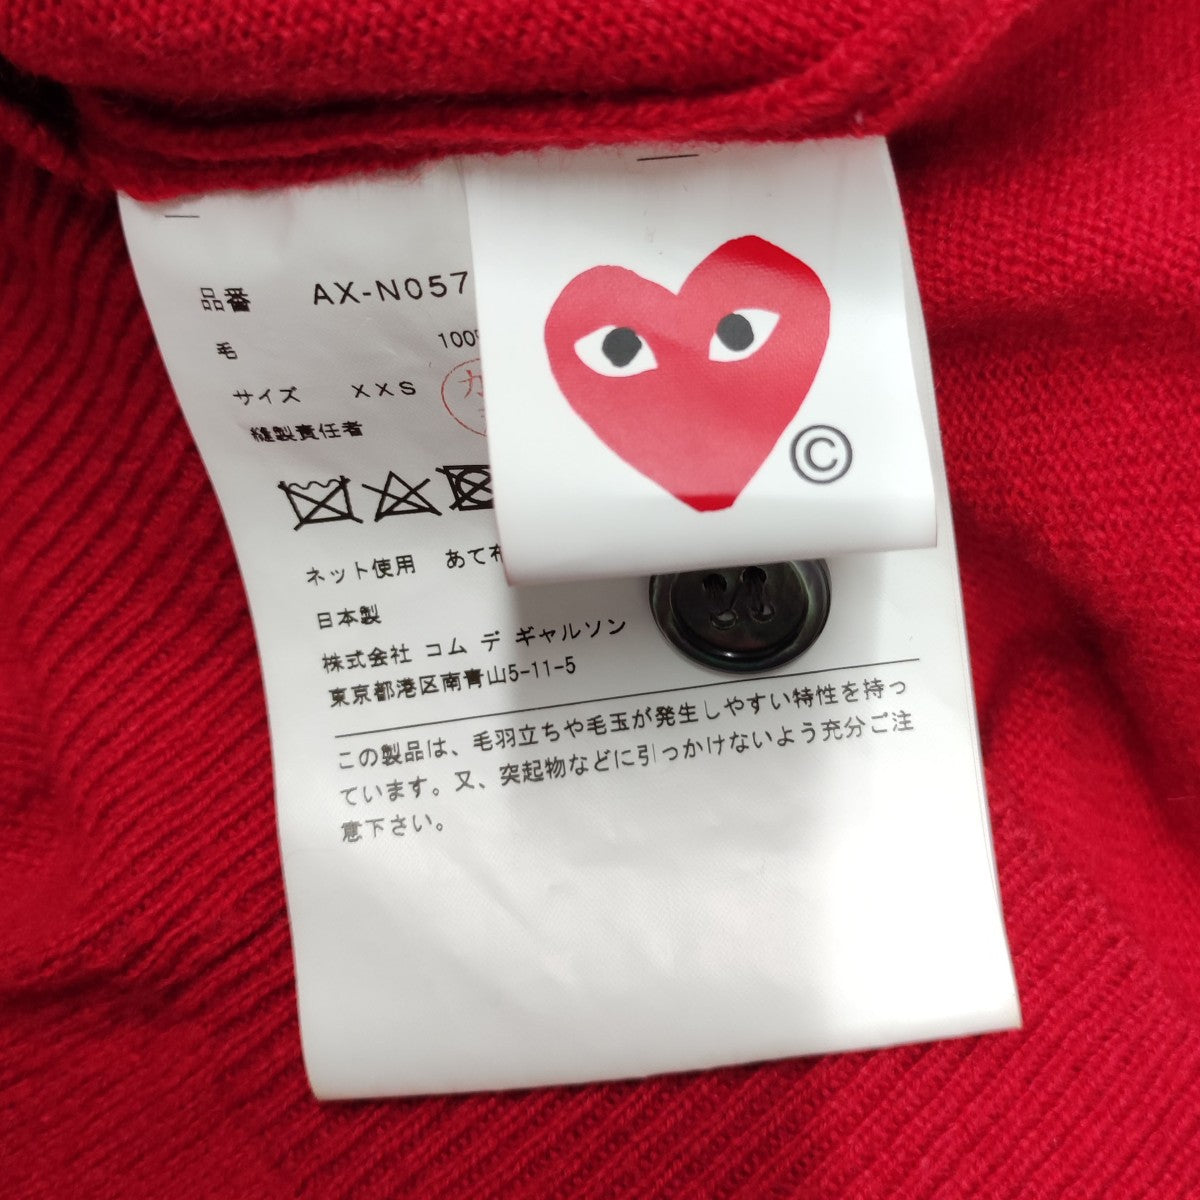 品番 AX-N057
毛 100%
サイズ XXS
縫製責任者
ネット使用 あて布
日本製
株式会社 コム デ ギャルソン
東京都港区南青山5-11-5
この製品は、毛羽立ちや毛玉が発生しやすい特性を持っ
ています。又、突起物などに引っかけないよう充分ご注
意下さい。
©